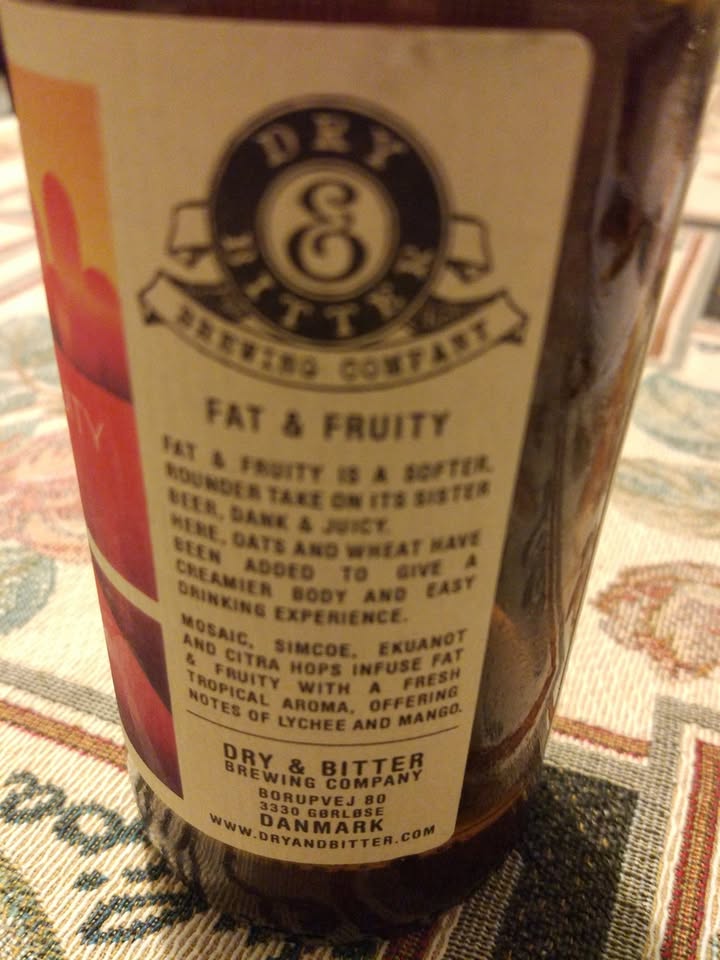 DRY
&
BITTER
BREWING COMPANY
FAT & FRUITY
FAT & FRUITY IS A SOFTER,
ROUNDER TAKE ON ITS SISTER
BEER, DANK & JUICY.
HERE, OATS AND WHEAT HAVE
BEEN ADDED TO GIVE A
CREAMIER BODY AND EASY
DRINKING EXPERIENCE.
MOSAIC, SIMCOE, EKUANOT
AND CITRA HOPS INFUSE FAT
& FRUITY WITH A FRESH
TROPICAL AROMA, OFFERING
NOTES OF LYCHEE AND MANGO.
DRY & BITTER
BREWING COMPANY
BORUPVEJ 80
3330 GØRLØSE
DANMARK
WWW.DRYANDBITTER.COM